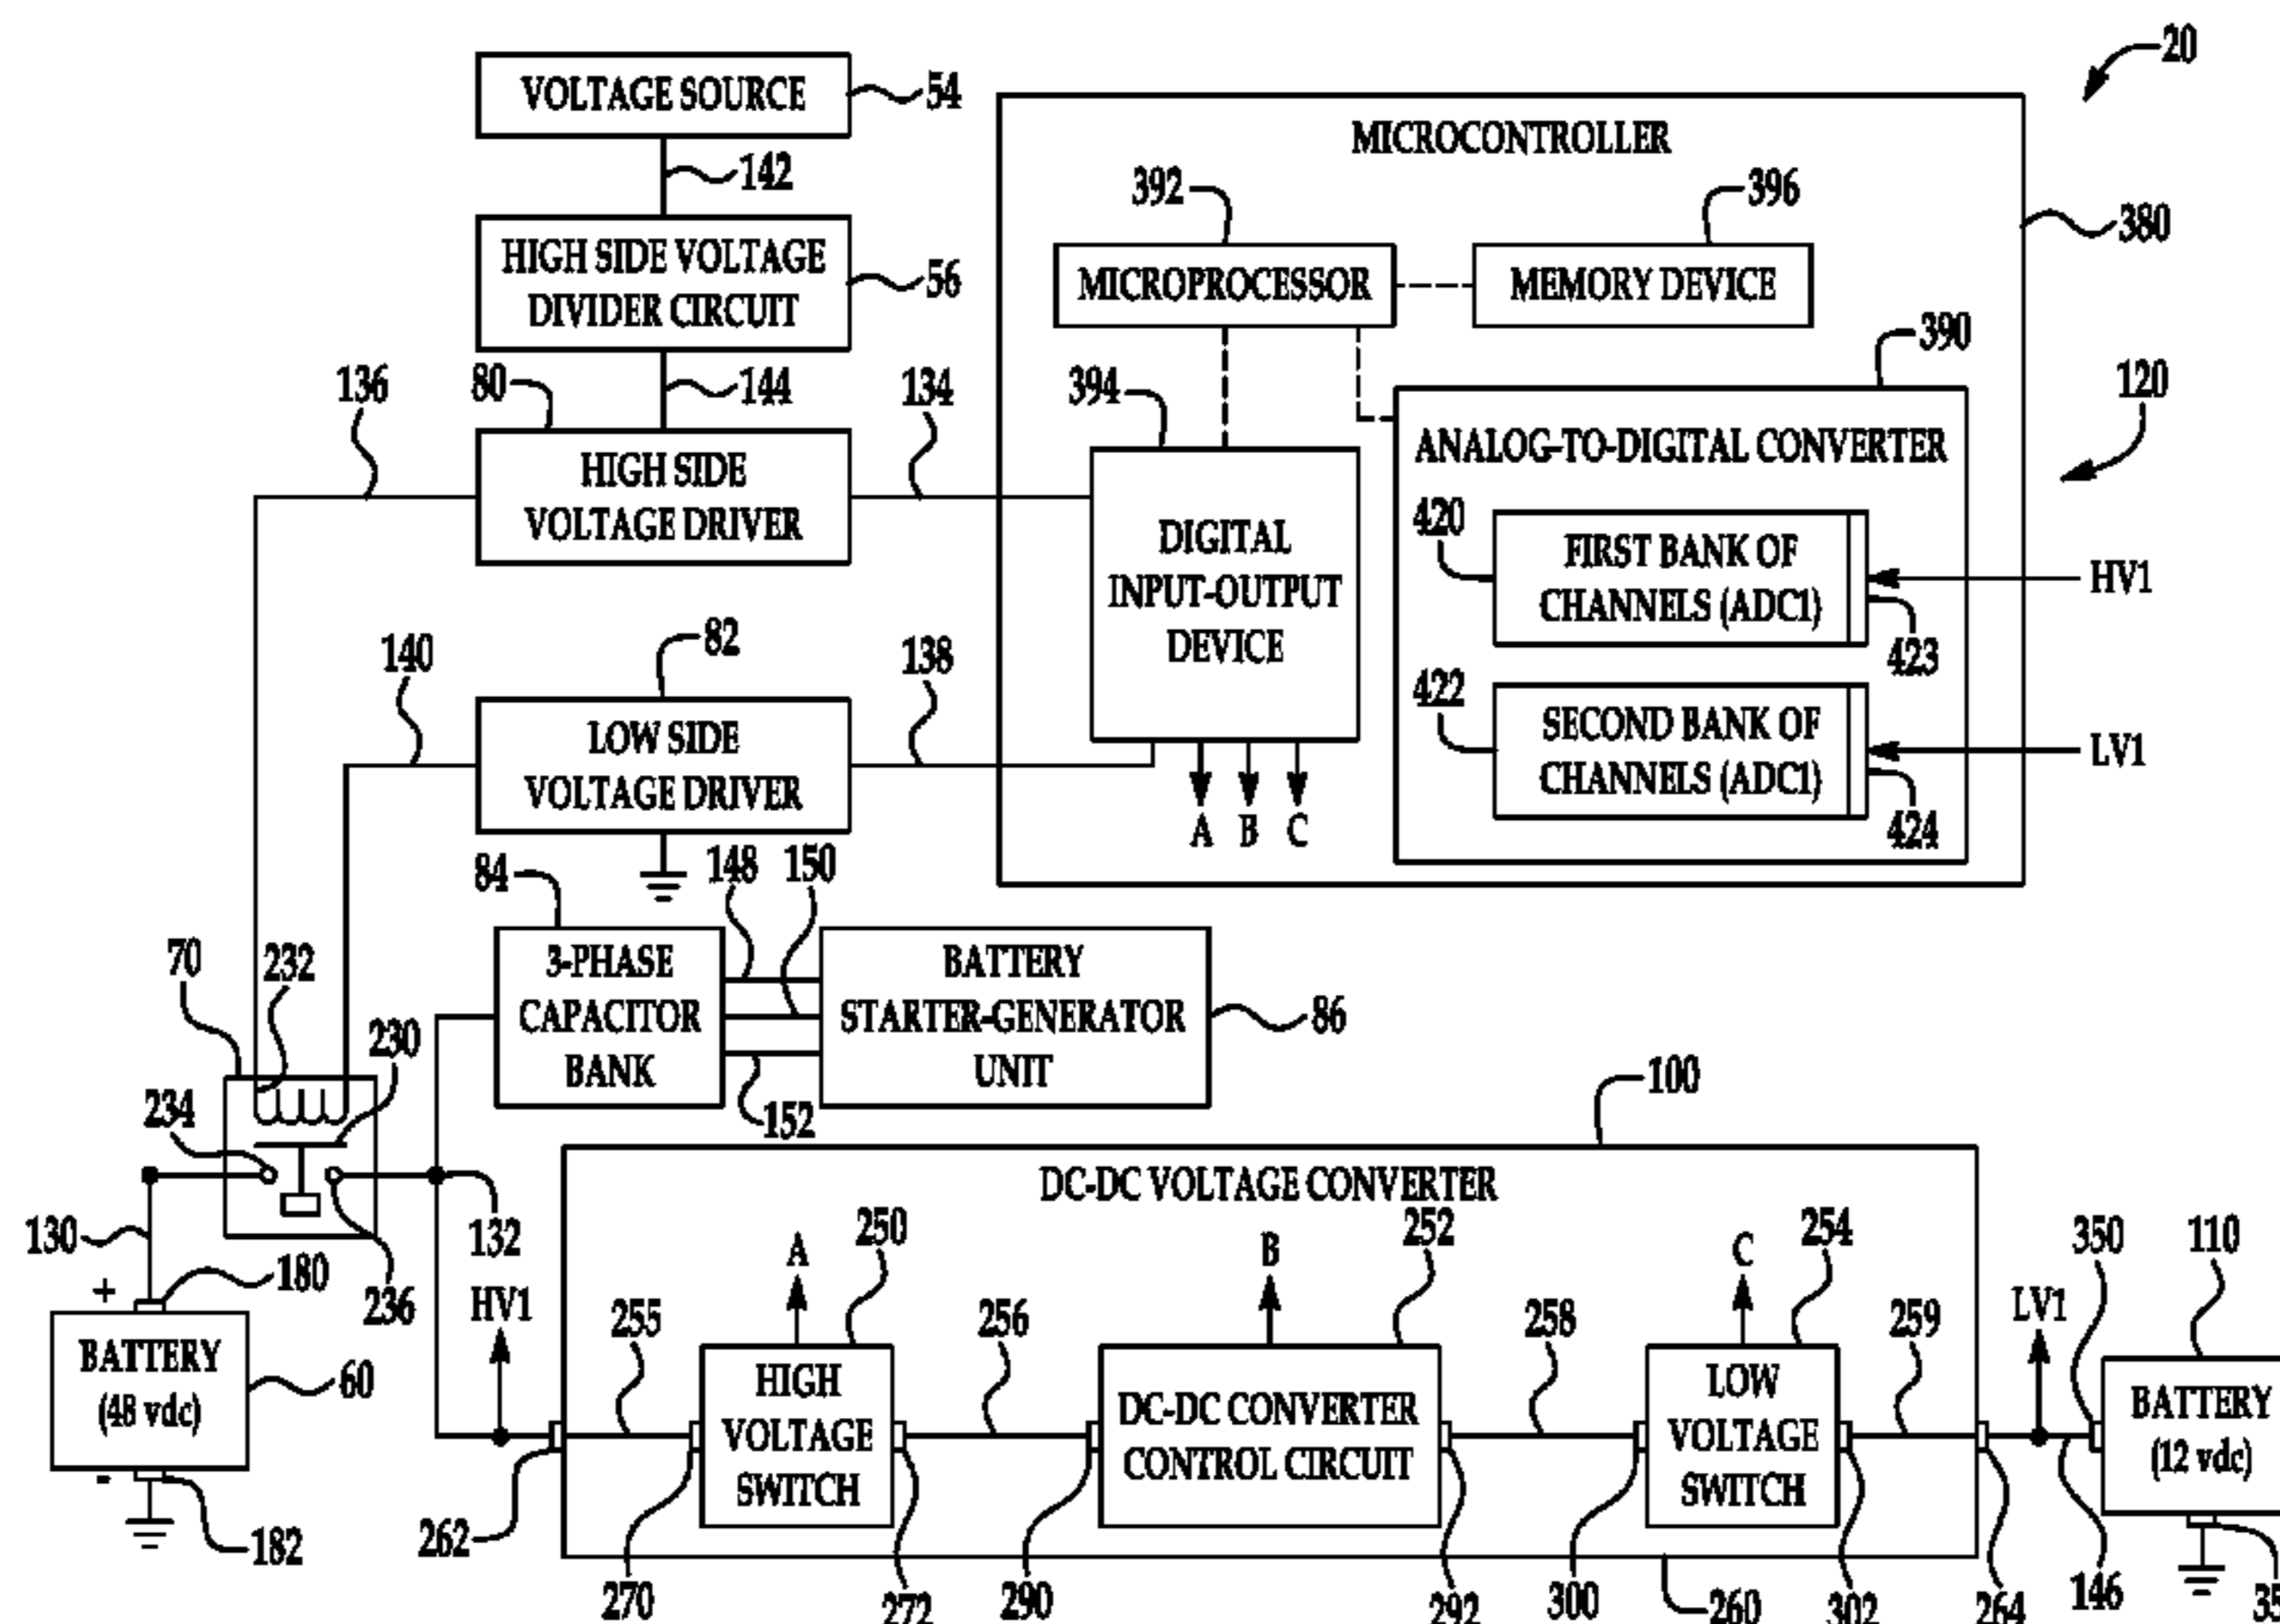 20
VOLTAGE SOURCE
54
MICROCONTROLLER
142
392
396
380
HIGH SIDE VOLTAGE
DIVIDER CIRCUIT
56
MICROPROCESSOR
MEMORY DEVICE
390
136
80
144
134
394
120
HIGH SIDE
VOLTAGE DRIVER
ANALOG-TO-DIGITAL CONVERTER
420
FIRST BANK OF
CHANNELS (ADC1)
HV1
423
DIGITAL
INPUT-OUTPUT
DEVICE
140
82
138
422
SECOND BANK OF
CHANNELS (ADC1)
LV1
424
LOW SIDE
VOLTAGE DRIVER
A
B
C
84
148
150
70
232
3-PHASE
CAPACITOR
BANK
BATTERY
STARTER-GENERATOR
UNIT
86
230
234
152
100
DC-DC VOLTAGE CONVERTER
130
132
+
180
236
HV1
A
250
B
252
C
254
350
110
255
256
258
259
LV1
BATTERY
(48 vdc)
60
HIGH
VOLTAGE
SWITCH
DC-DC CONVERTER
CONTROL CIRCUIT
LOW
VOLTAGE
SWITCH
BATTERY
(12 vdc)
-
182
262
270
272
290
292
300
260
302
264
146